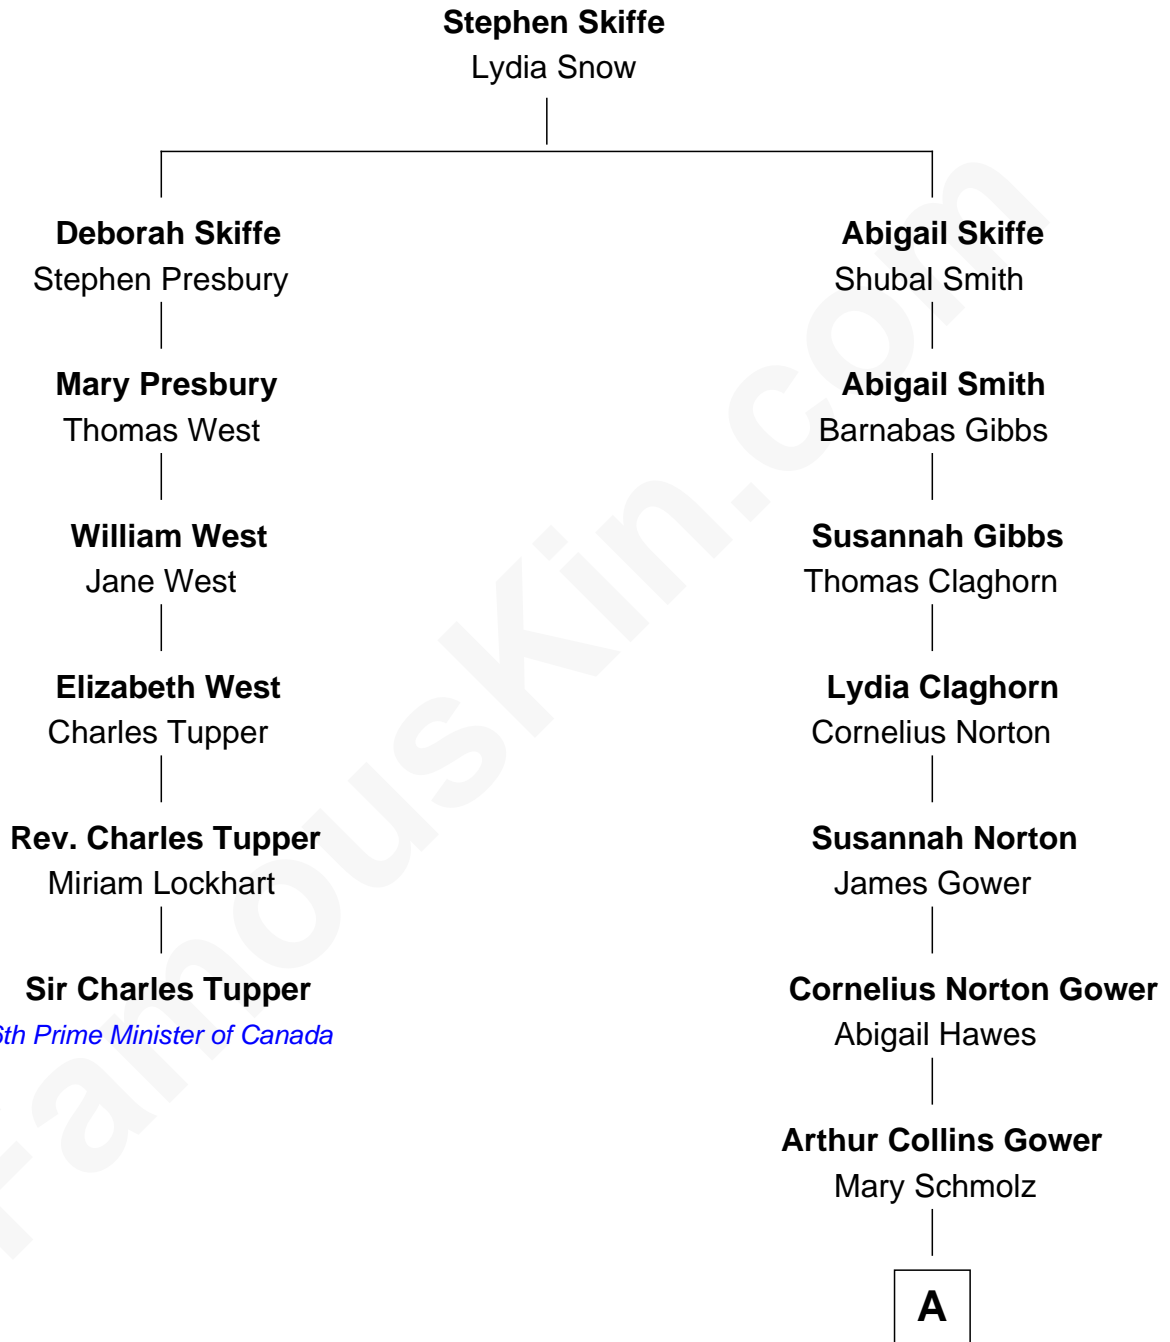 Stephen Skiffe
Lydia Snow
Deborah Skiffe
Stephen Presbury
Mary Presbury
Thomas West
William West
Jane West
Elizabeth West
Charles Tupper
Rev. Charles Tupper
Miriam Lockhart
Sir Charles Tupper
6th Prime Minister of Canada
Abigail Skiffe
Shubal Smith
Abigail Smith
Barnabas Gibbs
Susannah Gibbs
Thomas Claghorn
Lydia Claghorn
Cornelius Norton
Susannah Norton
James Gower
Cornelius Norton Gower
Abigail Hawes
Arthur Collins Gower
Mary Schmolz
A
FamousKin.com